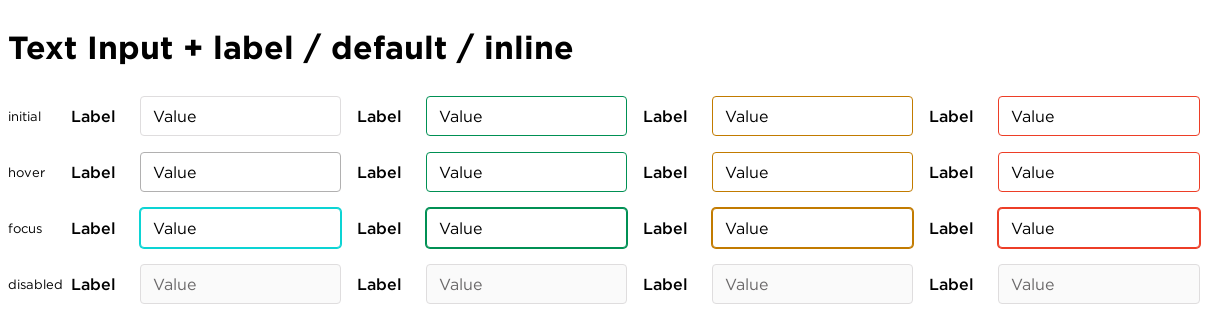 Text Input + label / default / inline
initial Label Value Label Value Label Value Label Value
hover Label Value Label Value Label Value Label Value
focus Label Value Label Value Label Value Label Value
disabled Label Value Label Value Label Value Label Value